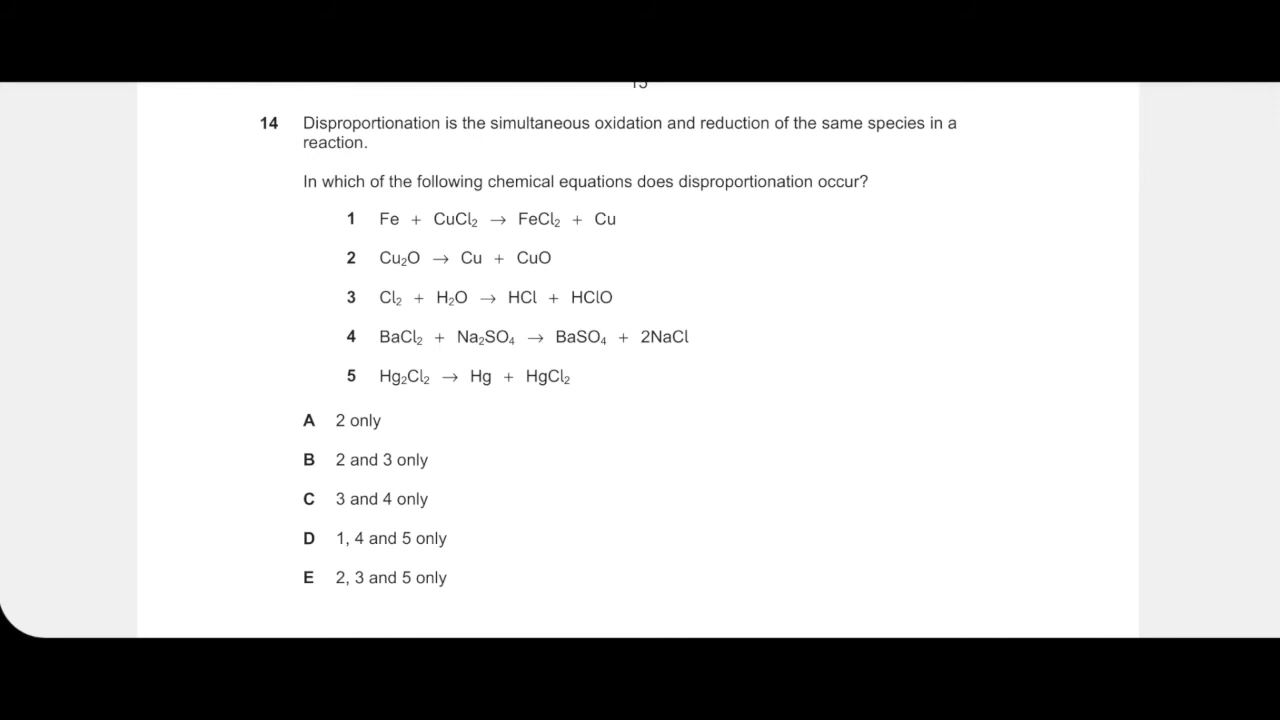 14 Disproportionation is the simultaneous oxidation and reduction of the same species in a
reaction.
In which of the following chemical equations does disproportionation occur?
1 Fe + CuCl₂ → FeCl₂ + Cu
2 Cu₂O → Cu + CuO
3 Cl₂ + H₂O → HCl + HClO
4 BaCl₂ + Na₂SO₄ → BaSO₄ + 2NaCl
5 Hg₂Cl₂ → Hg + HgCl₂
A 2 only
B 2 and 3 only
C 3 and 4 only
D 1, 4 and 5 only
E 2, 3 and 5 only